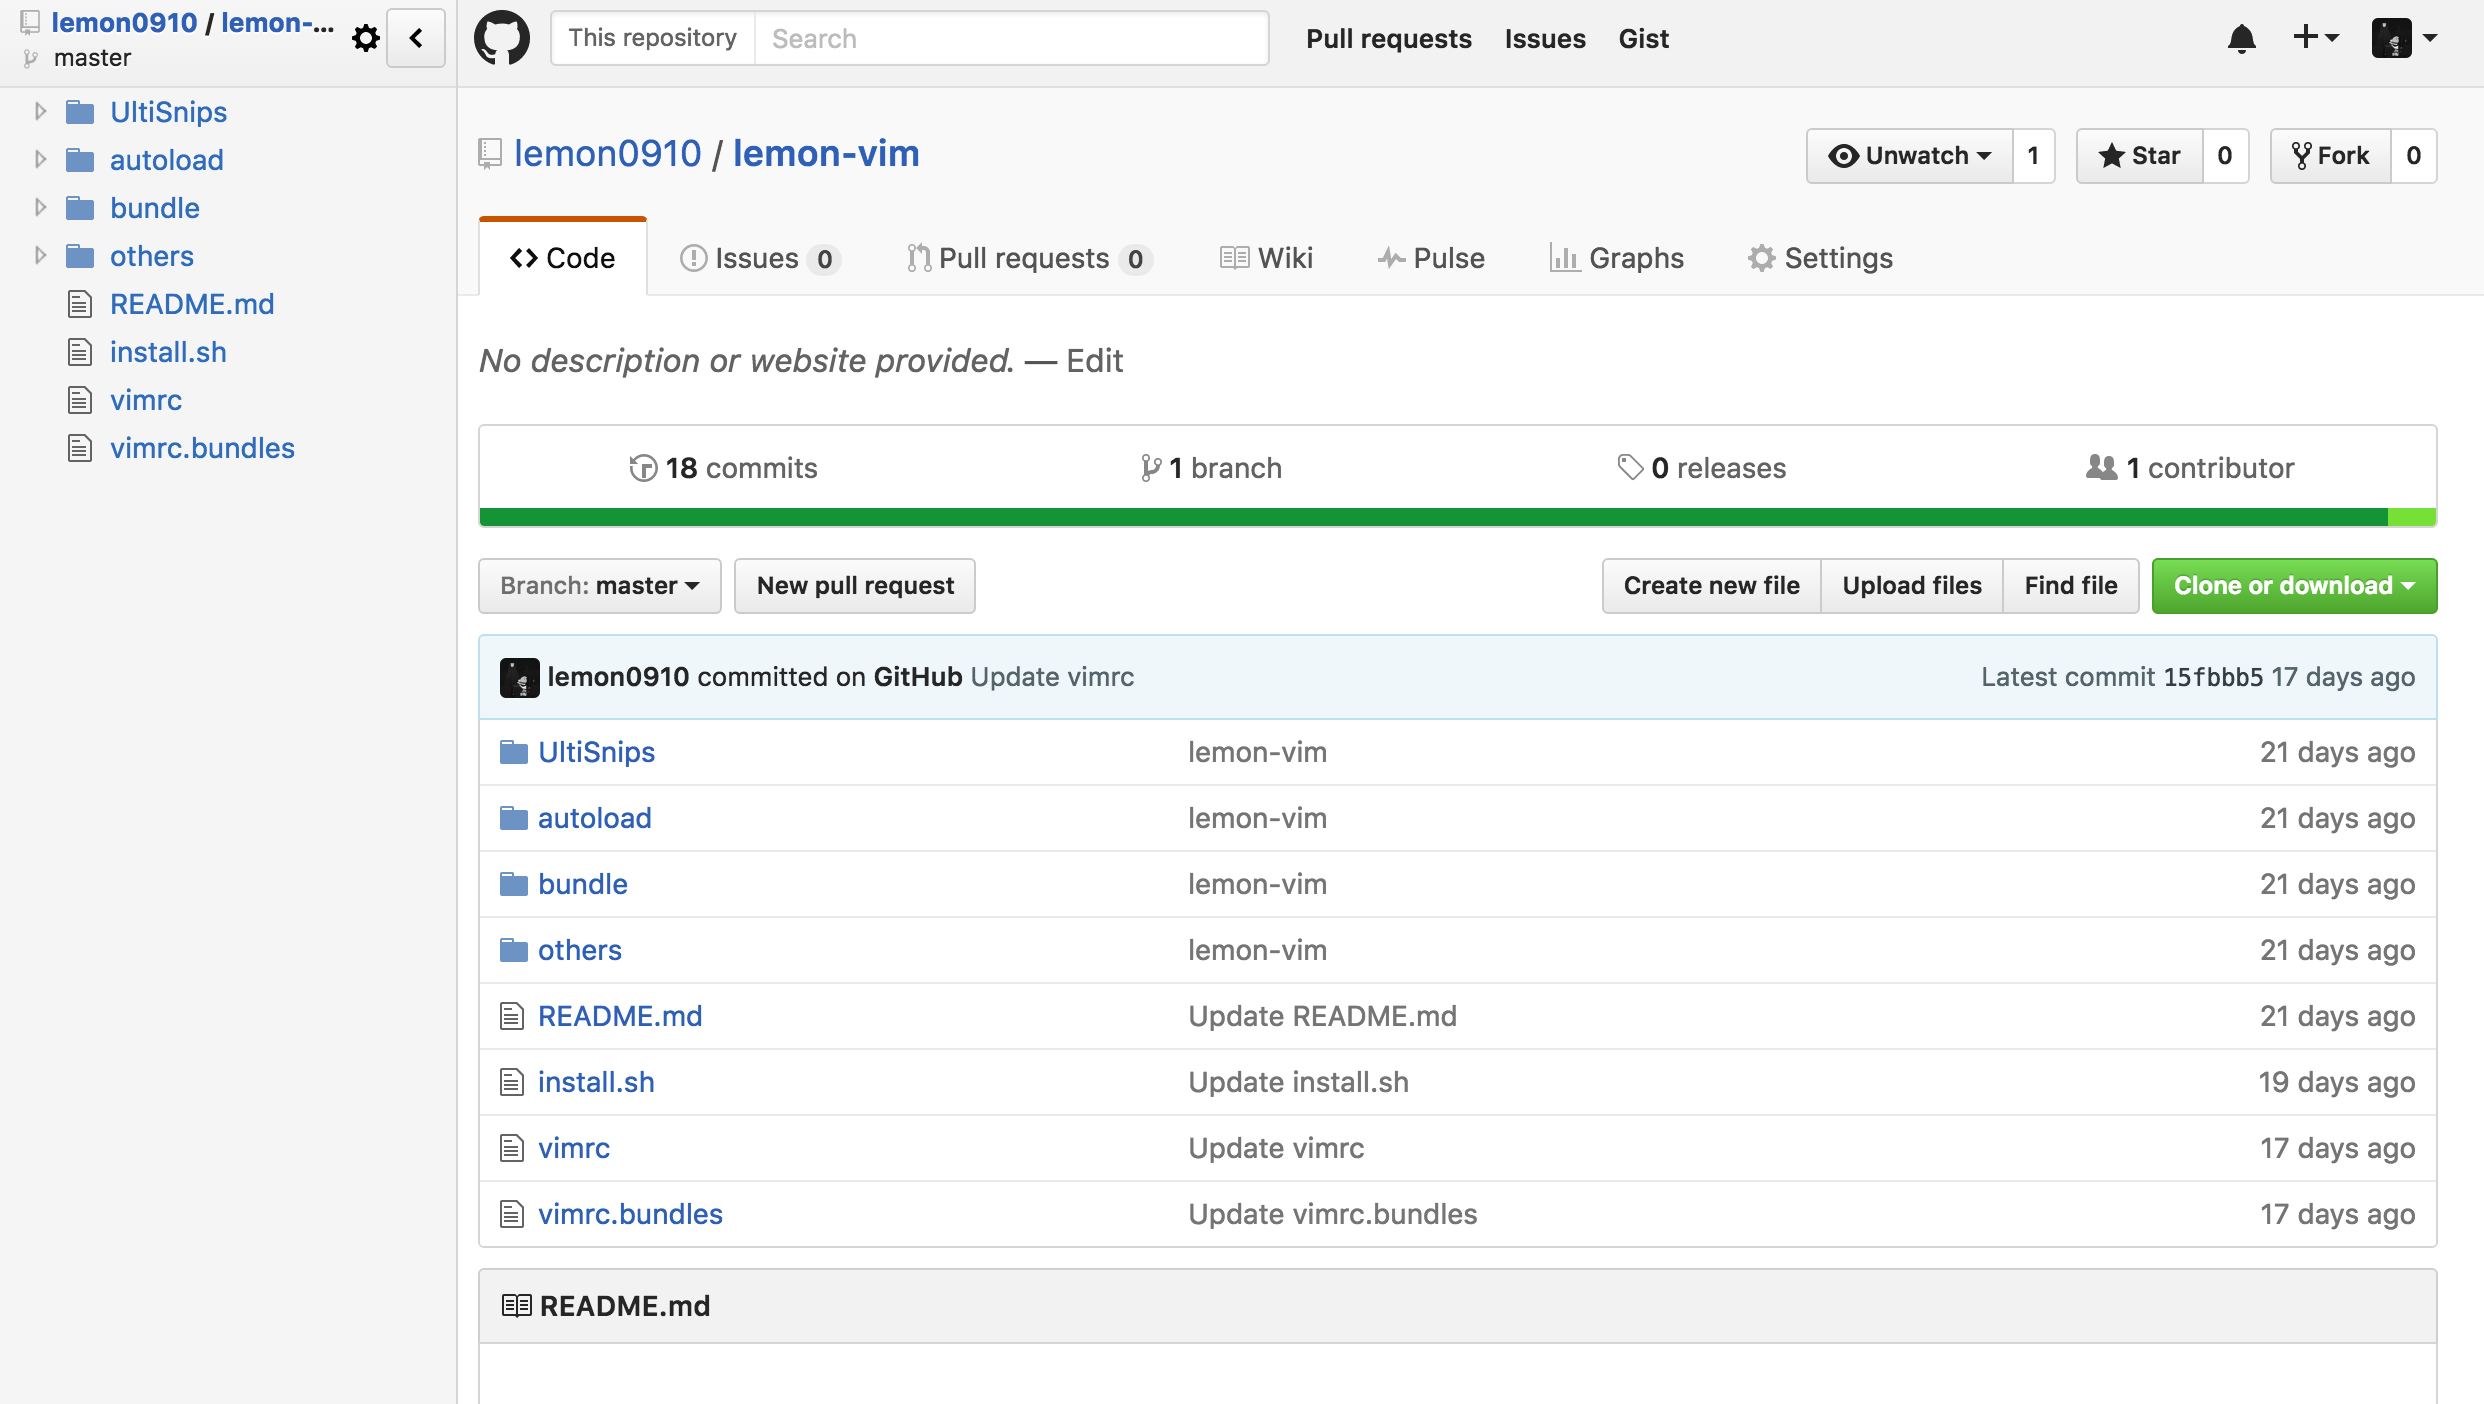 lemon0910 / lemon-...
master
UltiSnips
autoload
bundle
others
README.md
install.sh
vimrc
vimrc.bundles
This repository Search Pull requests Issues Gist
lemon0910 / lemon-vim Unwatch 1 Star 0 Fork 0
Code Issues 0 Pull requests 0 Wiki Pulse Graphs Settings
No description or website provided. — Edit
18 commits 1 branch 0 releases 1 contributor
Branch: master New pull request Create new file Upload files Find file Clone or download
lemon0910 committed on GitHub Update vimrc Latest commit 15fbbb5 17 days ago
UltiSnips lemon-vim 21 days ago
autoload lemon-vim 21 days ago
bundle lemon-vim 21 days ago
others lemon-vim 21 days ago
README.md Update README.md 21 days ago
install.sh Update install.sh 19 days ago
vimrc Update vimrc 17 days ago
vimrc.bundles Update vimrc.bundles 17 days ago
README.md